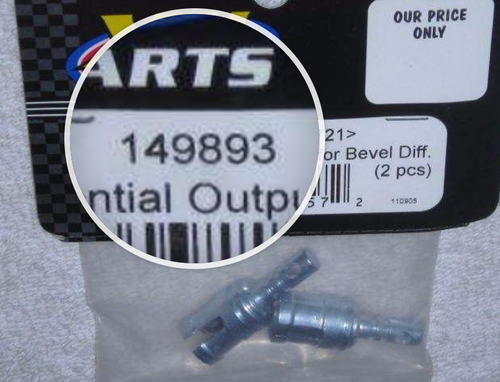 ARTS
OUR PRICE
ONLY
149893
21>
ntial Outpu
or Bevel Diff.
(2 pcs)
57 2
110905